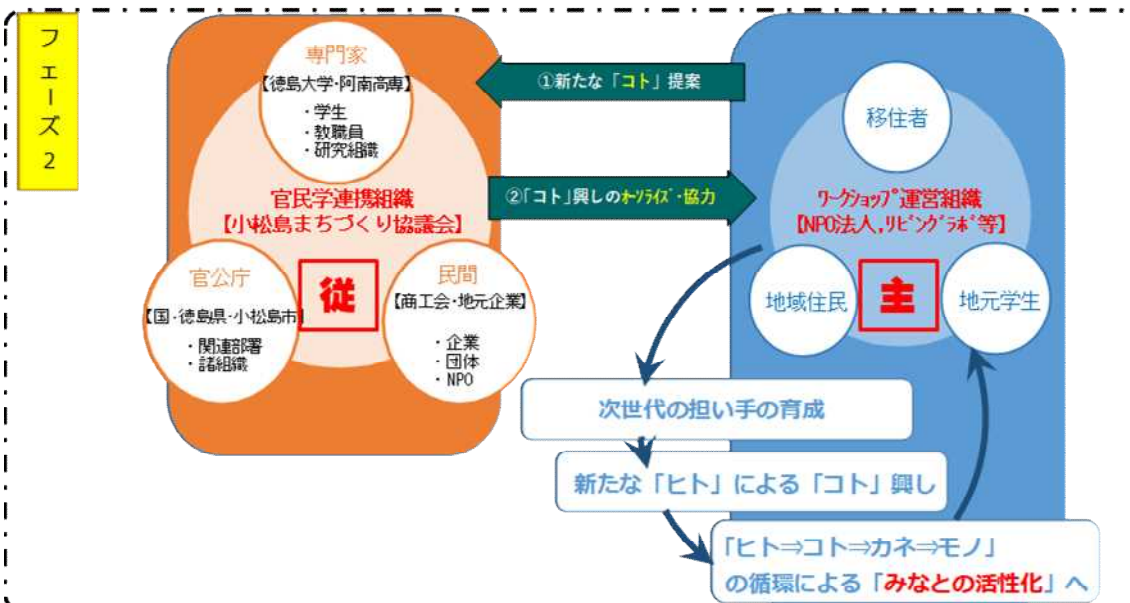 フェーズ2
専門家
【徳島大学・阿南高専】
・学生
・教職員
・研究組織
官民学連携組織
【小松島まちづくり協議会】
官公庁
【国・徳島県・小松島市】
・関連部署
・諸組織
従
民間
【商工会・地元企業】
・企業
・団体
・NPO
①新たな「コト」提案
②「コト」興しのオーソライズ・協力
移住者
ワークショップ運営組織
【NPO法人,リビングラボ等】
地域住民
主
地元学生
次世代の担い手の育成
新たな「ヒト」による「コト」興し
「ヒト⇒コト⇒カネ⇒モノ」
の循環による「みなとの活性化」へ